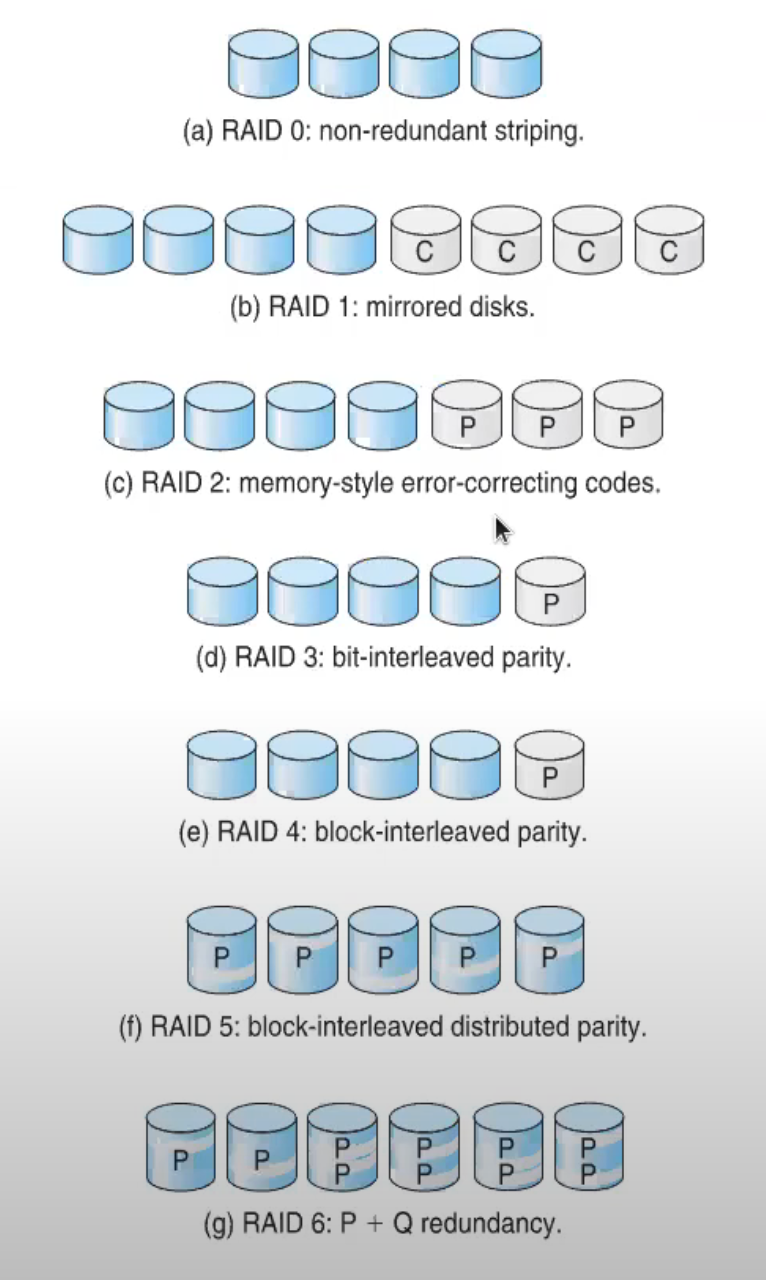 (a) RAID 0: non-redundant striping.
C C C C
(b) RAID 1: mirrored disks.
P P P
(c) RAID 2: memory-style error-correcting codes.
P
(d) RAID 3: bit-interleaved parity.
P
(e) RAID 4: block-interleaved parity.
P P P P P
(f) RAID 5: block-interleaved distributed parity.
P P P P P P
P P P P
(g) RAID 6: P + Q redundancy.